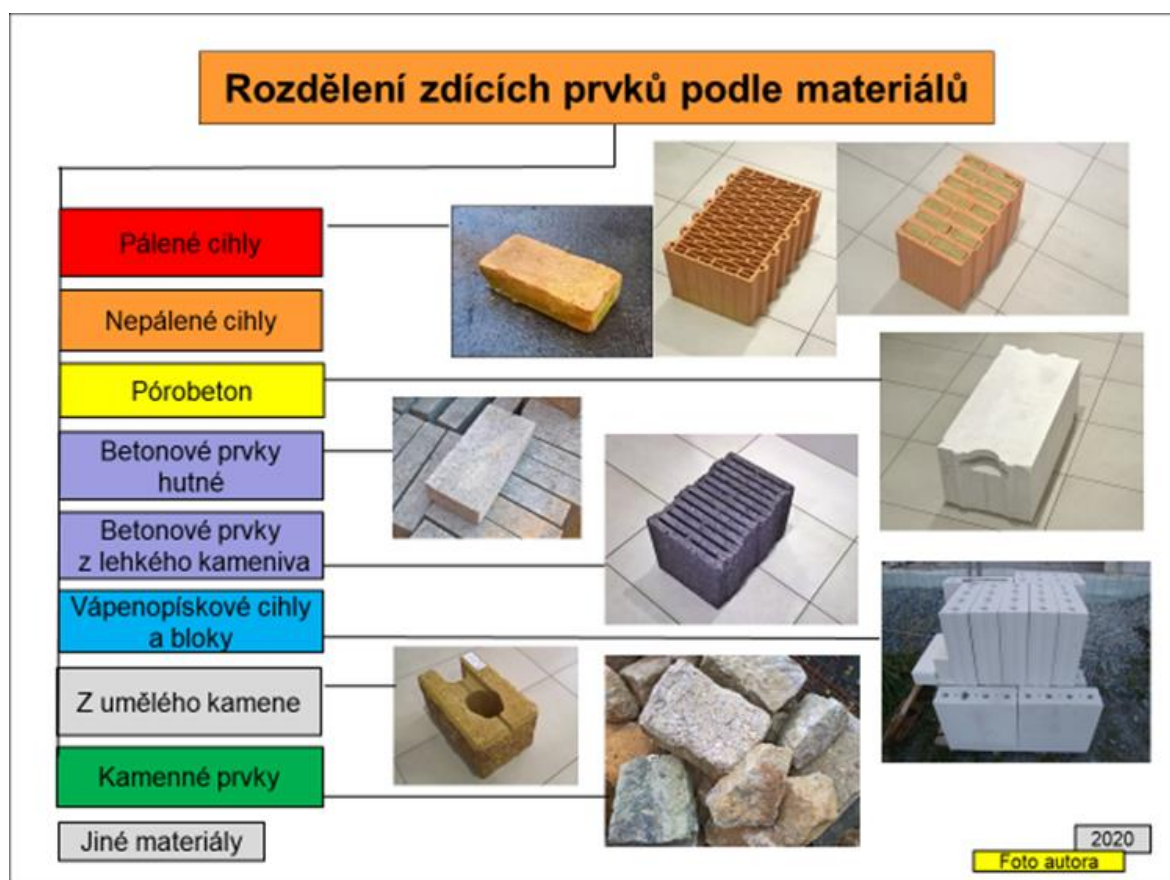 Rozdělení zdících prvků podle materiálů
Pálené cihly
Nepálené cihly
Pórobeton
Betonové prvky
hutné
Betonové prvky
z lehkého kameniva
Vápenopískové cihly
a bloky
Z umělého kamene
Kamenné prvky
Jiné materiály
2020
Foto autora